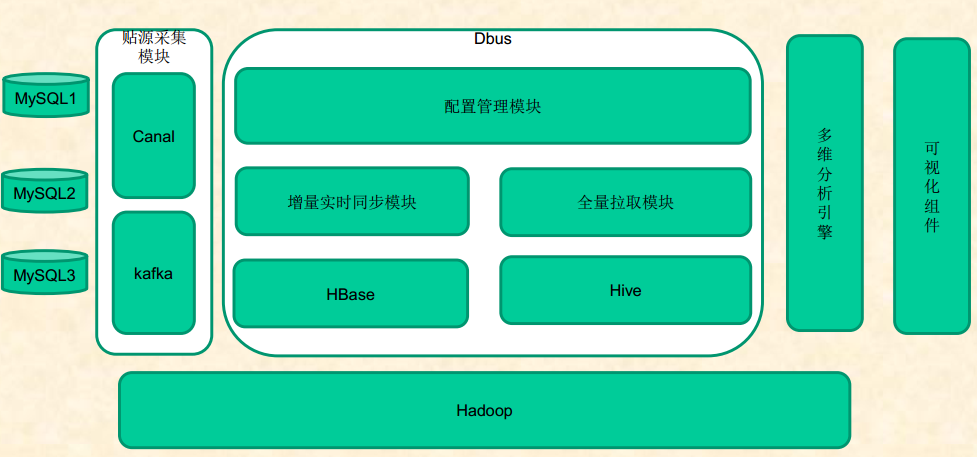 贴源采集
模块
Dbus
MySQL1
MySQL2
MySQL3
Canal
kafka
配置管理模块
增量实时同步模块
全量拉取模块
HBase
Hive
多维分析引擎
可视化组件
Hadoop